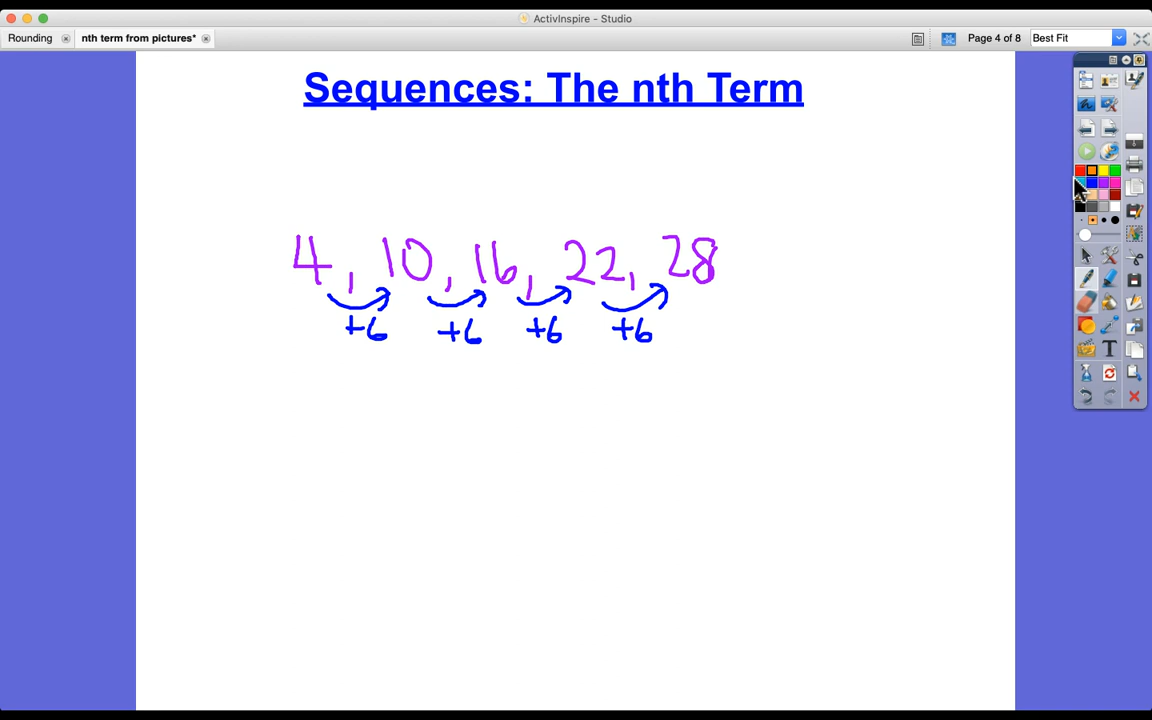 ActivInspire - Studio
Rounding
nth term from pictures*
Page 4 of 8
Best Fit
Sequences: The nth Term
4, 10, 16, 22, 28
+6 +6 +6 +6
T